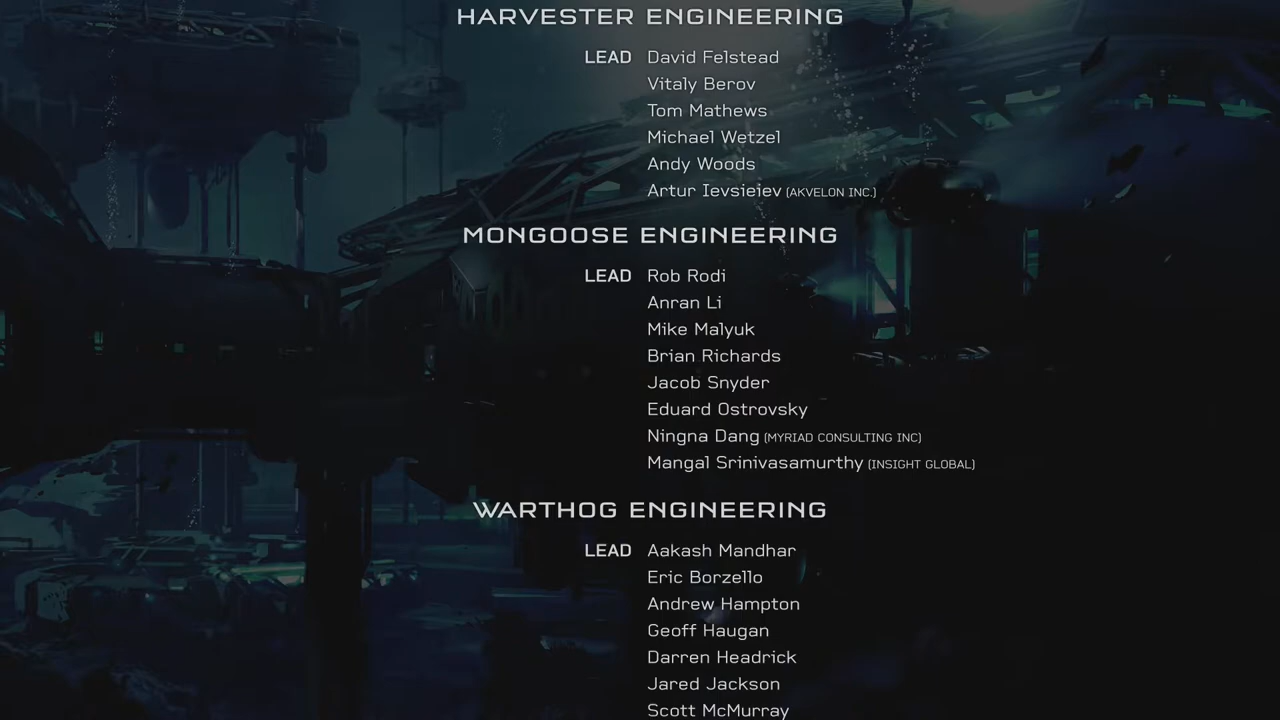 HARVESTER ENGINEERING
LEAD David Felstead
Vitaly Berov
Tom Mathews
Michael Wetzel
Andy Woods
Artur Ievsieiev (AKVELON INC.)
MONGOOSE ENGINEERING
LEAD Rob Rodi
Anran Li
Mike Malyuk
Brian Richards
Jacob Snyder
Eduard Ostrovsky
Ningna Dang (MYRIAD CONSULTING INC)
Mangal Srinivasamurthy (INSIGHT GLOBAL)
WARTHOG ENGINEERING
LEAD Aakash Mandhar
Eric Borzello
Andrew Hampton
Geoff Haugan
Darren Headrick
Jared Jackson
Scott McMurray